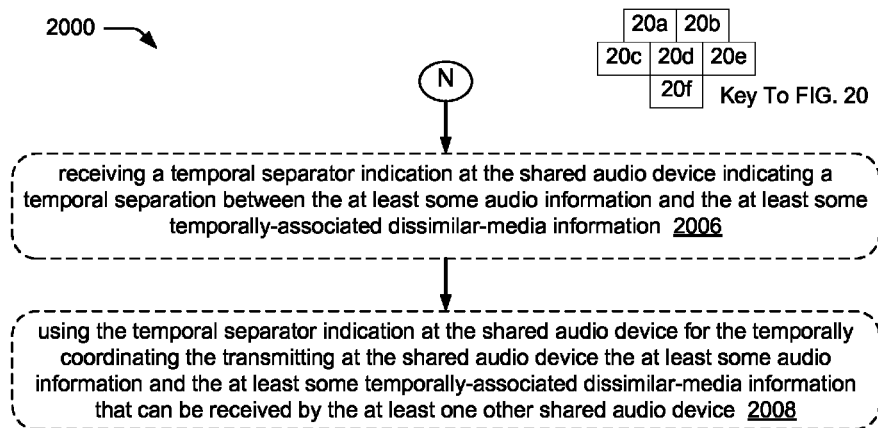 2000
20a 20b
20c 20d 20e
20f
Key To FIG. 20
N
receiving a temporal separator indication at the shared audio device indicating a
temporal separation between the at least some audio information and the at least some
temporally-associated dissimilar-media information 2006
using the temporal separator indication at the shared audio device for the temporally
coordinating the transmitting at the shared audio device the at least some audio
information and the at least some temporally-associated dissimilar-media information
that can be received by the at least one other shared audio device 2008